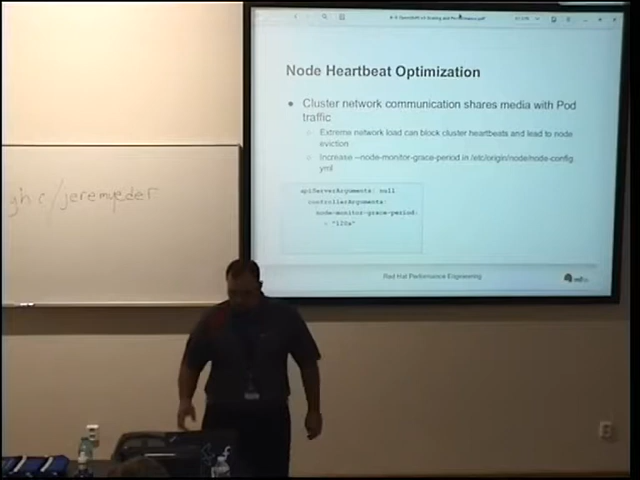 Node Heartbeat Optimization
● Cluster network communication shares media with Pod
traffic
○ Extreme network load can block cluster heartbeats and lead to node
eviction
○ Increase –node-monitor-grace-period in /etc/origin/node/node-config
yml
apiServerArguments: null
controllerArguments:
node-monitor-grace-period:
- "120s"
Red Hat Performance Engineering
gh c/jeremyeder